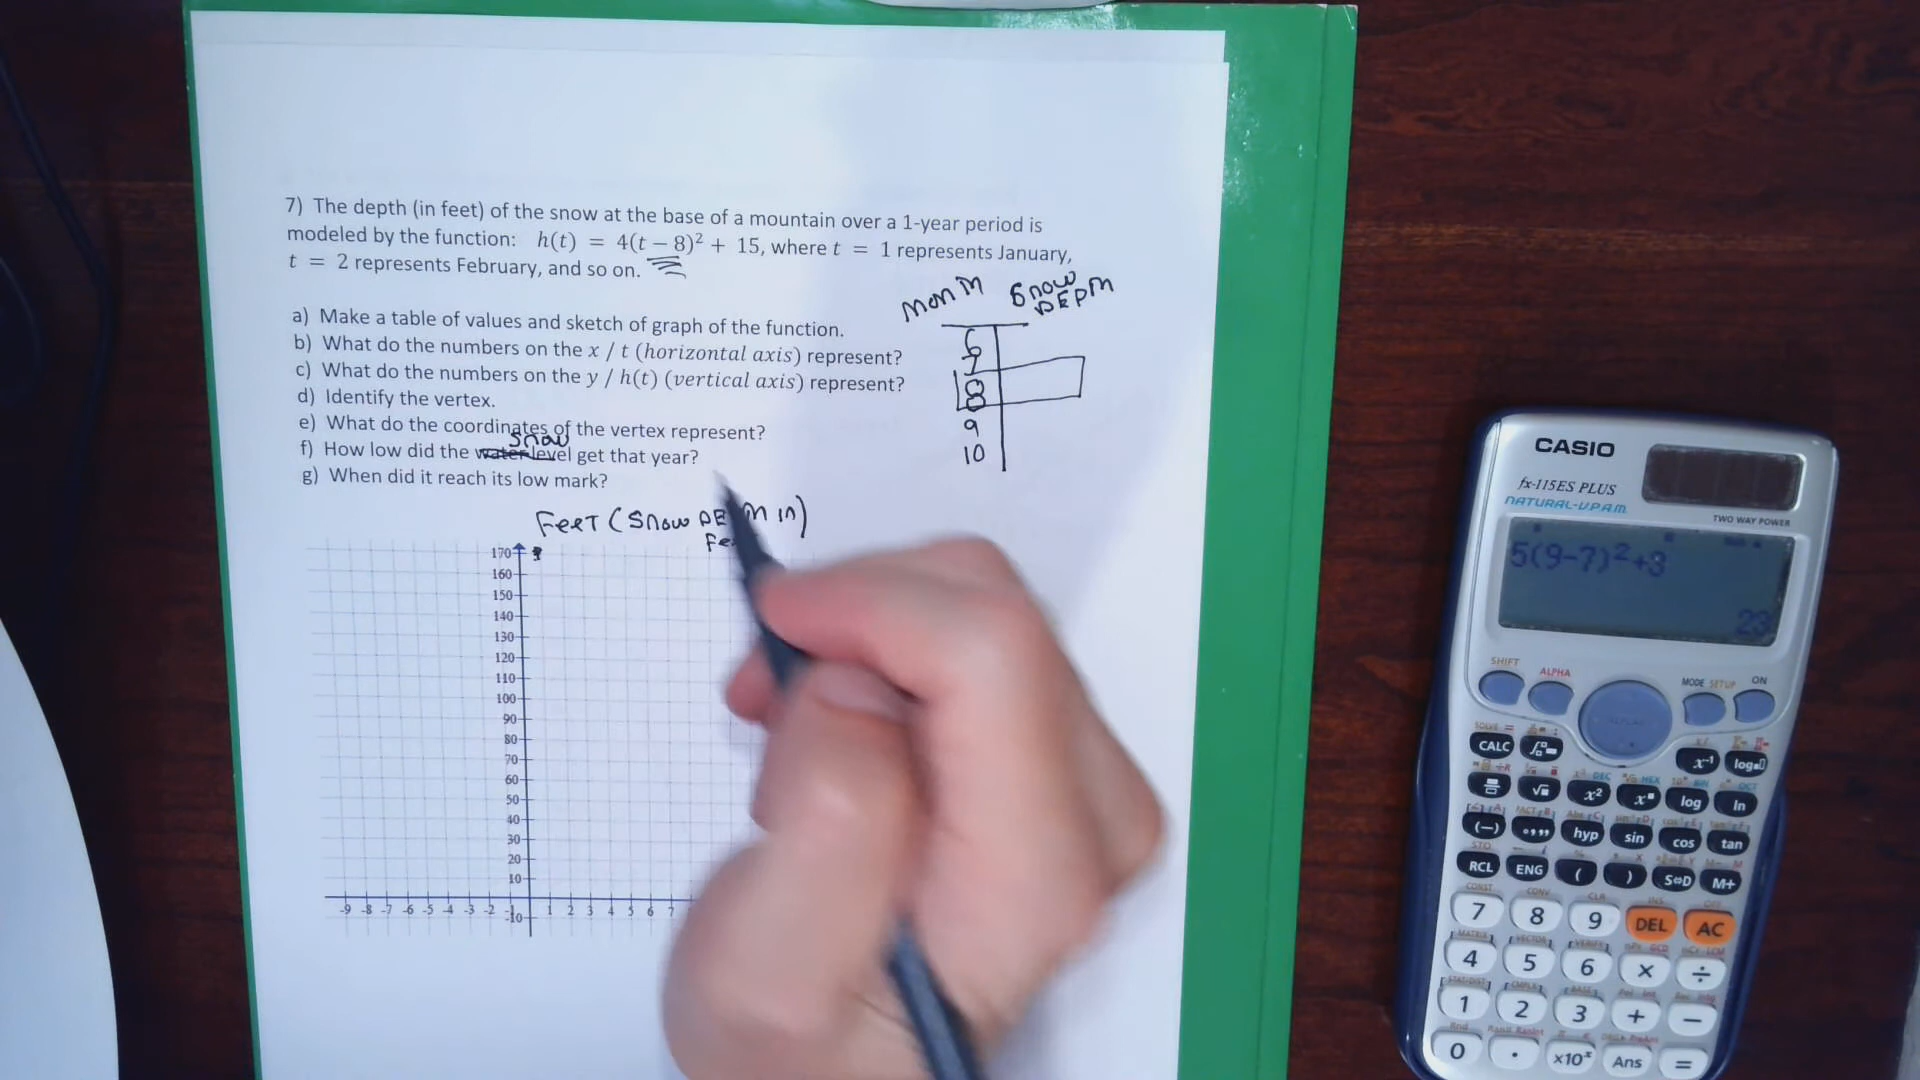 7) The depth (in feet) of the snow at the base of a mountain over a 1-year period is
modeled by the function: h(t) = 4(t − 8)² + 15, where t = 1 represents January,
t = 2 represents February, and so on.
a) Make a table of values and sketch of graph of the function.
b) What do the numbers on the x / t (horizontal axis) represent?
c) What do the numbers on the y / h(t) (vertical axis) represent?
d) Identify the vertex.
e) What do the coordinates of the vertex represent?
snow
f) How low did the water level get that year?
g) When did it reach its low mark?
Month Snow
Depth
6
7
8
9
10
Feet (Snow in)
170
160
150
140
130
120
110
100
90
80
70
60
50
40
30
20
10
-9 -8 -7 -6 -5 -4 -3 -2 -1 1 2 3 4 5 6 7
-10
CASIO
fx-115ES PLUS
NATURAL-V.P.A.M.
TWO WAY POWER
5(9-7)²+3
23
SHIFT ALPHA MODE SETUP ON
CALC x⁻¹ log
√ x² log ln
(−) hyp sin cos tan
RCL ENG ( ) S⇔D M+
7 8 9 DEL AC
4 5 6 × ÷
1 2 3 + −
0 . ×10ˣ Ans =